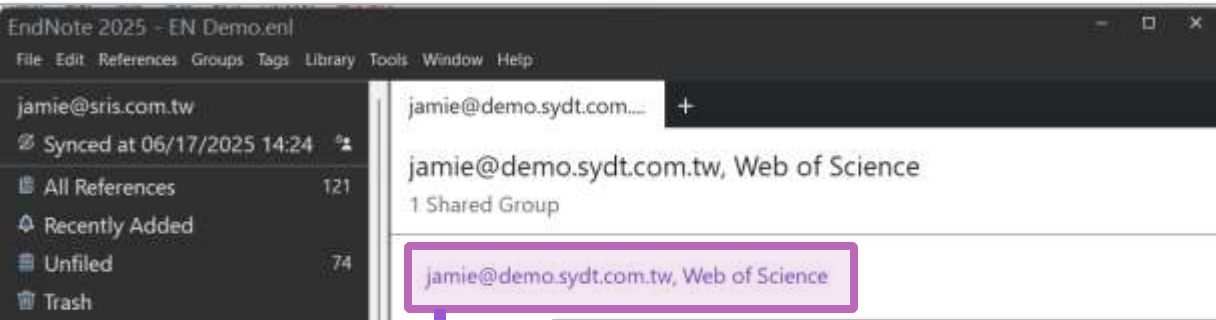 EndNote 2025 - EN Demo.enl
File Edit References Groups Tags Library Tools Window Help
jamie@sris.com.tw
Synced at 06/17/2025 14:24
All References 121
Recently Added
Unfiled 74
Trash
jamie@demo.sydt.com.... +
jamie@demo.sydt.com.tw, Web of Science
1 Shared Group
jamie@demo.sydt.com.tw, Web of Science